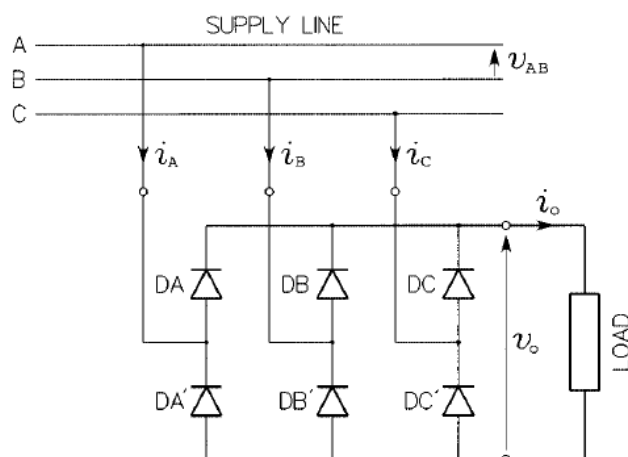 SUPPLY LINE
A
B
v_AB
C
i_A
i_B
i_C
i_o
DA
DB
DC
v_o
LOAD
DA′
DB′
DC′